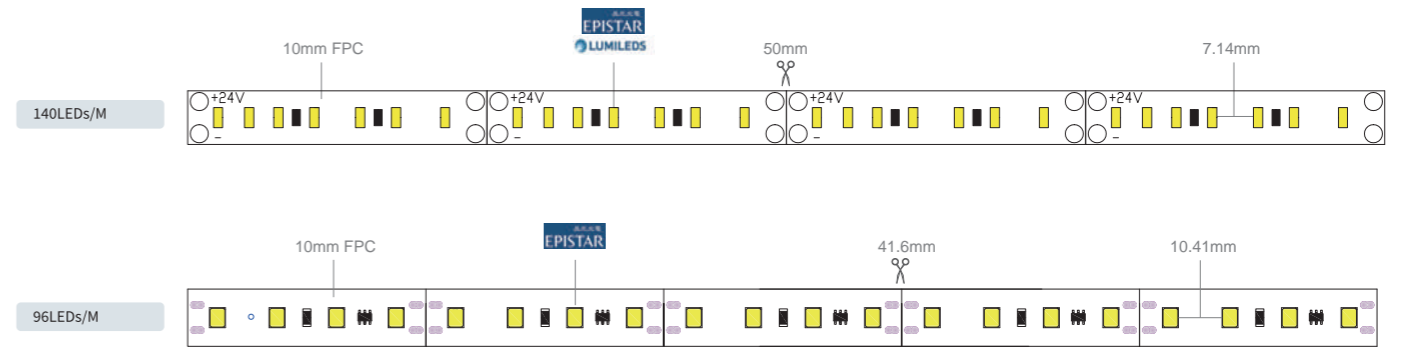 EPISTAR
LUMILEDS
10mm FPC
50mm
7.14mm
140LEDs/M
+24V
+24V
+24V
+24V
–
–
–
–
EPISTAR
10mm FPC
41.6mm
10.41mm
96LEDs/M